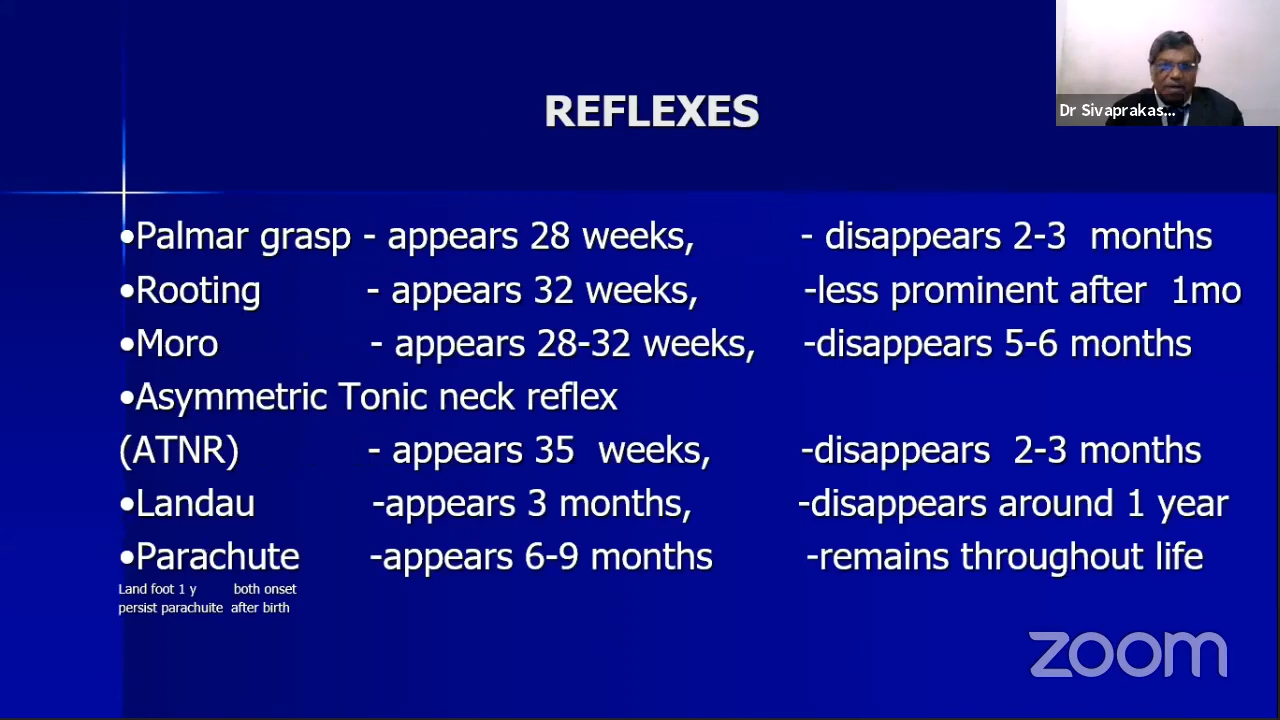 Dr Sivaprakas...
REFLEXES
•Palmar grasp - appears 28 weeks, - disappears 2-3 months
•Rooting - appears 32 weeks, -less prominent after 1mo
•Moro - appears 28-32 weeks, -disappears 5-6 months
•Asymmetric Tonic neck reflex
(ATNR) - appears 35 weeks, -disappears 2-3 months
•Landau -appears 3 months, -disappears around 1 year
•Parachute -appears 6-9 months -remains throughout life
Land foot 1 y both onset
persist parachuite after birth
zoom